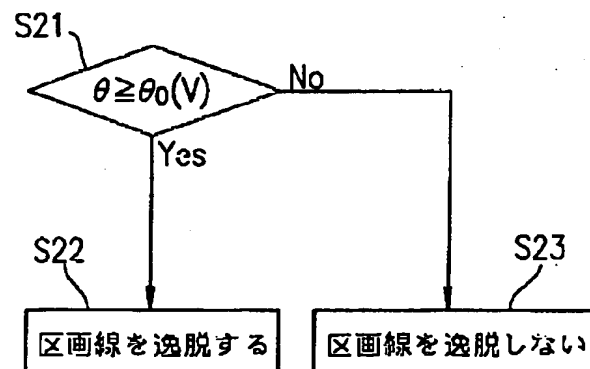 S21
θ≧θ0(V)
No
Yes
S22
S23
区画線を逸脱する
区画線を逸脱しない